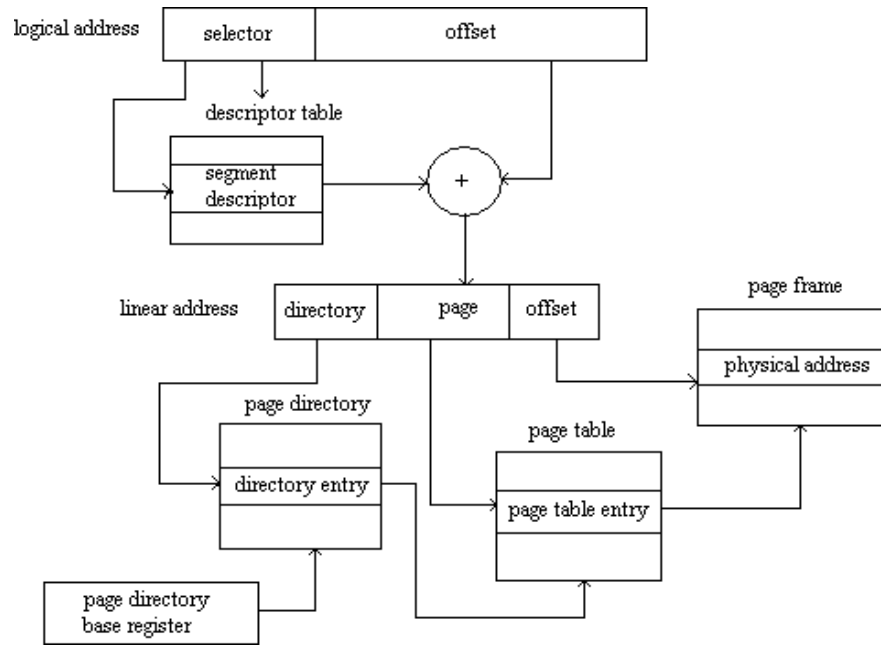 logical address
selector
offset
descriptor table
segment
descriptor
+
linear address
directory
page
offset
page frame
physical address
page directory
directory entry
page table
page table entry
page directory
base register